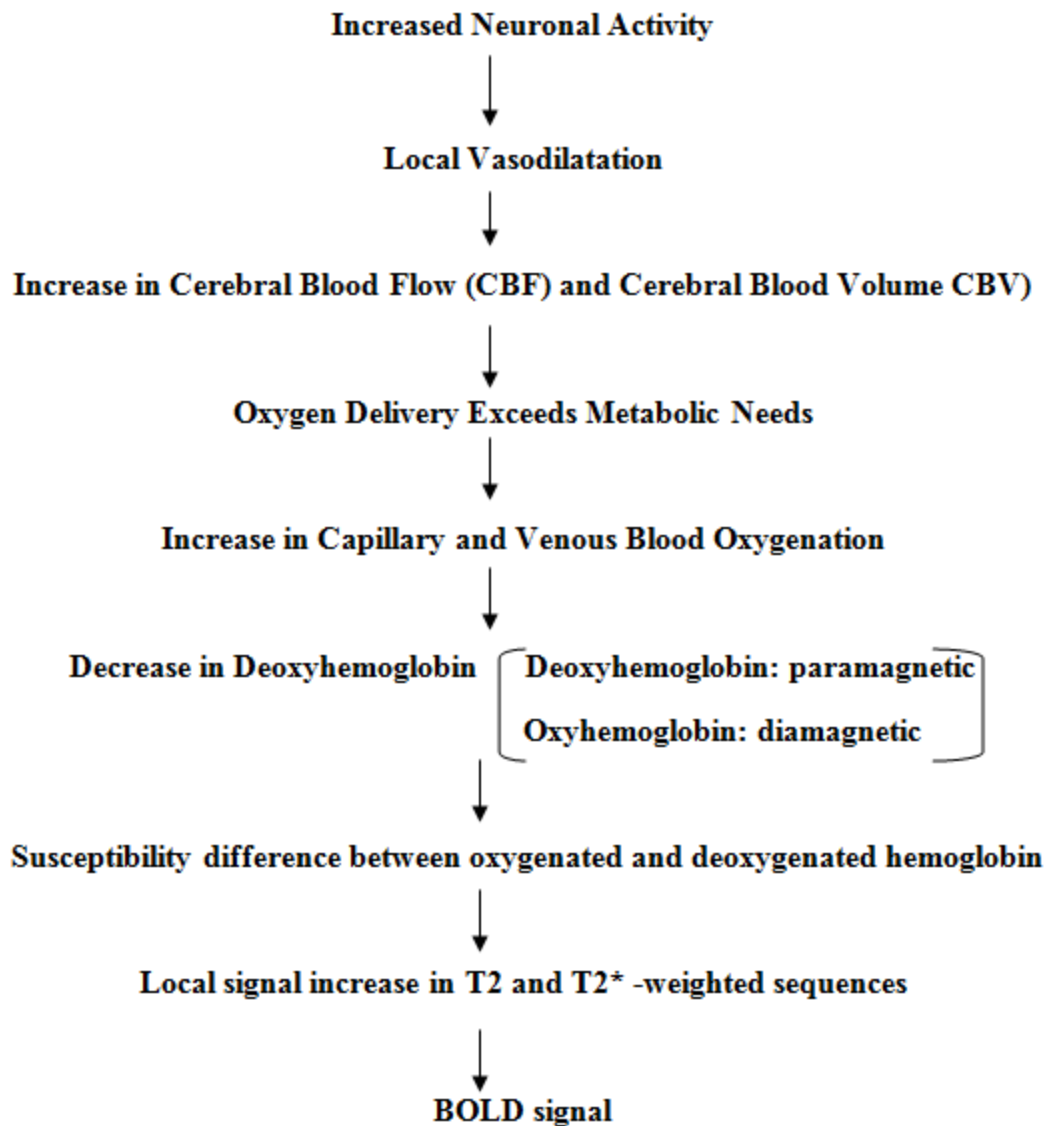 Increased Neuronal Activity
Local Vasodilatation
Increase in Cerebral Blood Flow (CBF) and Cerebral Blood Volume CBV)
Oxygen Delivery Exceeds Metabolic Needs
Increase in Capillary and Venous Blood Oxygenation
Decrease in Deoxyhemoglobin Deoxyhemoglobin: paramagnetic
Oxyhemoglobin: diamagnetic
Susceptibility difference between oxygenated and deoxygenated hemoglobin
Local signal increase in T2 and T2* -weighted sequences
BOLD signal